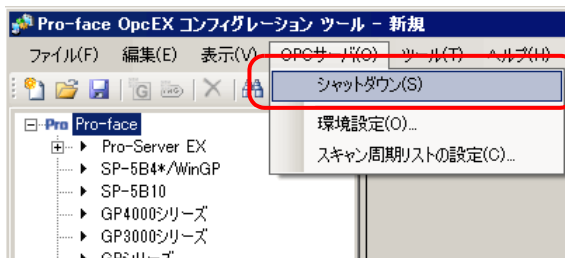 Pro-face OpcEX コンフィグレーション ツール - 新規
ファイル(F) 編集(E) 表示(V) OPCサーバ(O) ツール(T) ヘルプ(H)
シャットダウン(S)
環境設定(O)...
スキャン周期リストの設定(C)...
Pro Pro-face
Pro-Server EX
SP-5B4*/WinGP
SP-5B10
GP4000シリーズ
GP3000シリーズ